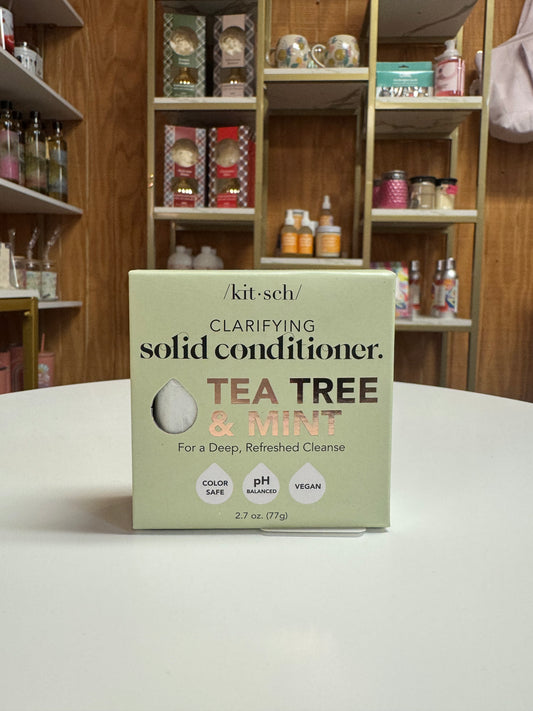 /kit·sch/
CLARIFYING
solid conditioner.
TEA TREE
& MINT
For a Deep, Refreshed Cleanse
COLOR
SAFE
pH
BALANCED
VEGAN
2.7 oz. (77g)